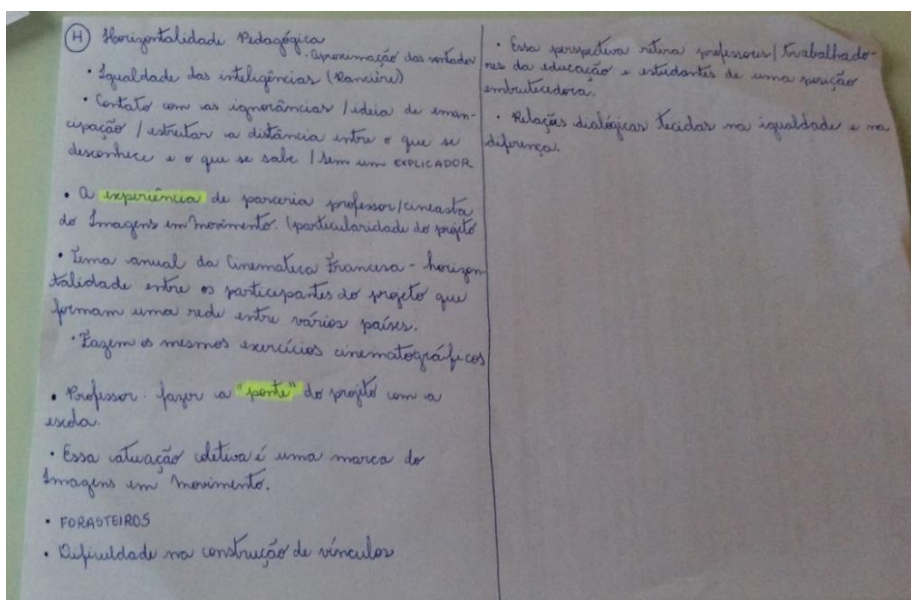 (H) Horizontalidade Pedagógica
· Aproximação das vontades
· Igualdade das inteligências (Rancière)
· Contato com as ignorâncias / ideia de eman-
cipação / estreitar a distância entre o que se
desconhece e o que se sabe / sem um EXPLICADOR
· A experiência de parceria professor/cineasta
do Imagens em Movimento. (particularidade do projeto
· Tema anual da Cinemateca Francesa - horizon-
talidade entre os participantes do projeto que
formam uma rede entre vários países.
· Fazem os mesmos exercícios cinematográficos
· Professor: fazer a "ponte" do projeto com a
escola.
· Essa atuação coletiva é uma marca do
Imagens em Movimento.
· FORASTEIROS
· Dificuldade na construção de vínculos
· Essa perspectiva retira professores/trabalhado-
res da educação e estudantes de uma posição
embrutecedora.
· Relações dialógicas tecidas na igualdade e na
diferença.